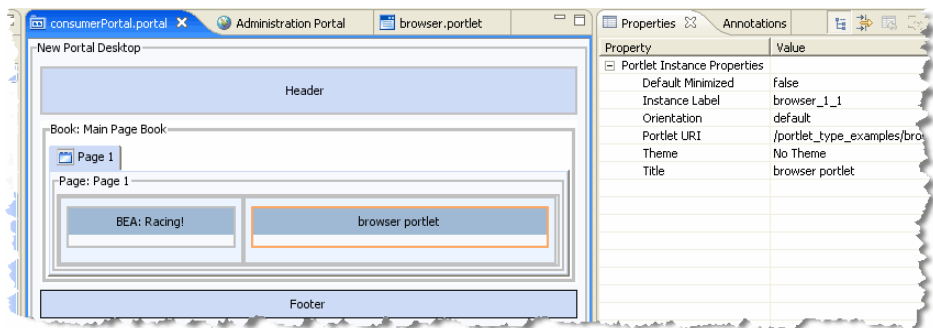 consumerPortal.portal Administration Portal browser.portlet
New Portal Desktop
Header
Book: Main Page Book
Page 1
Page: Page 1
BEA: Racing!
browser portlet
Footer
Properties Annotations
Property Value
Portlet Instance Properties
Default Minimized false
Instance Label browser_1_1
Orientation default
Portlet URI /portlet_type_examples/bro
Theme No Theme
Title browser portlet